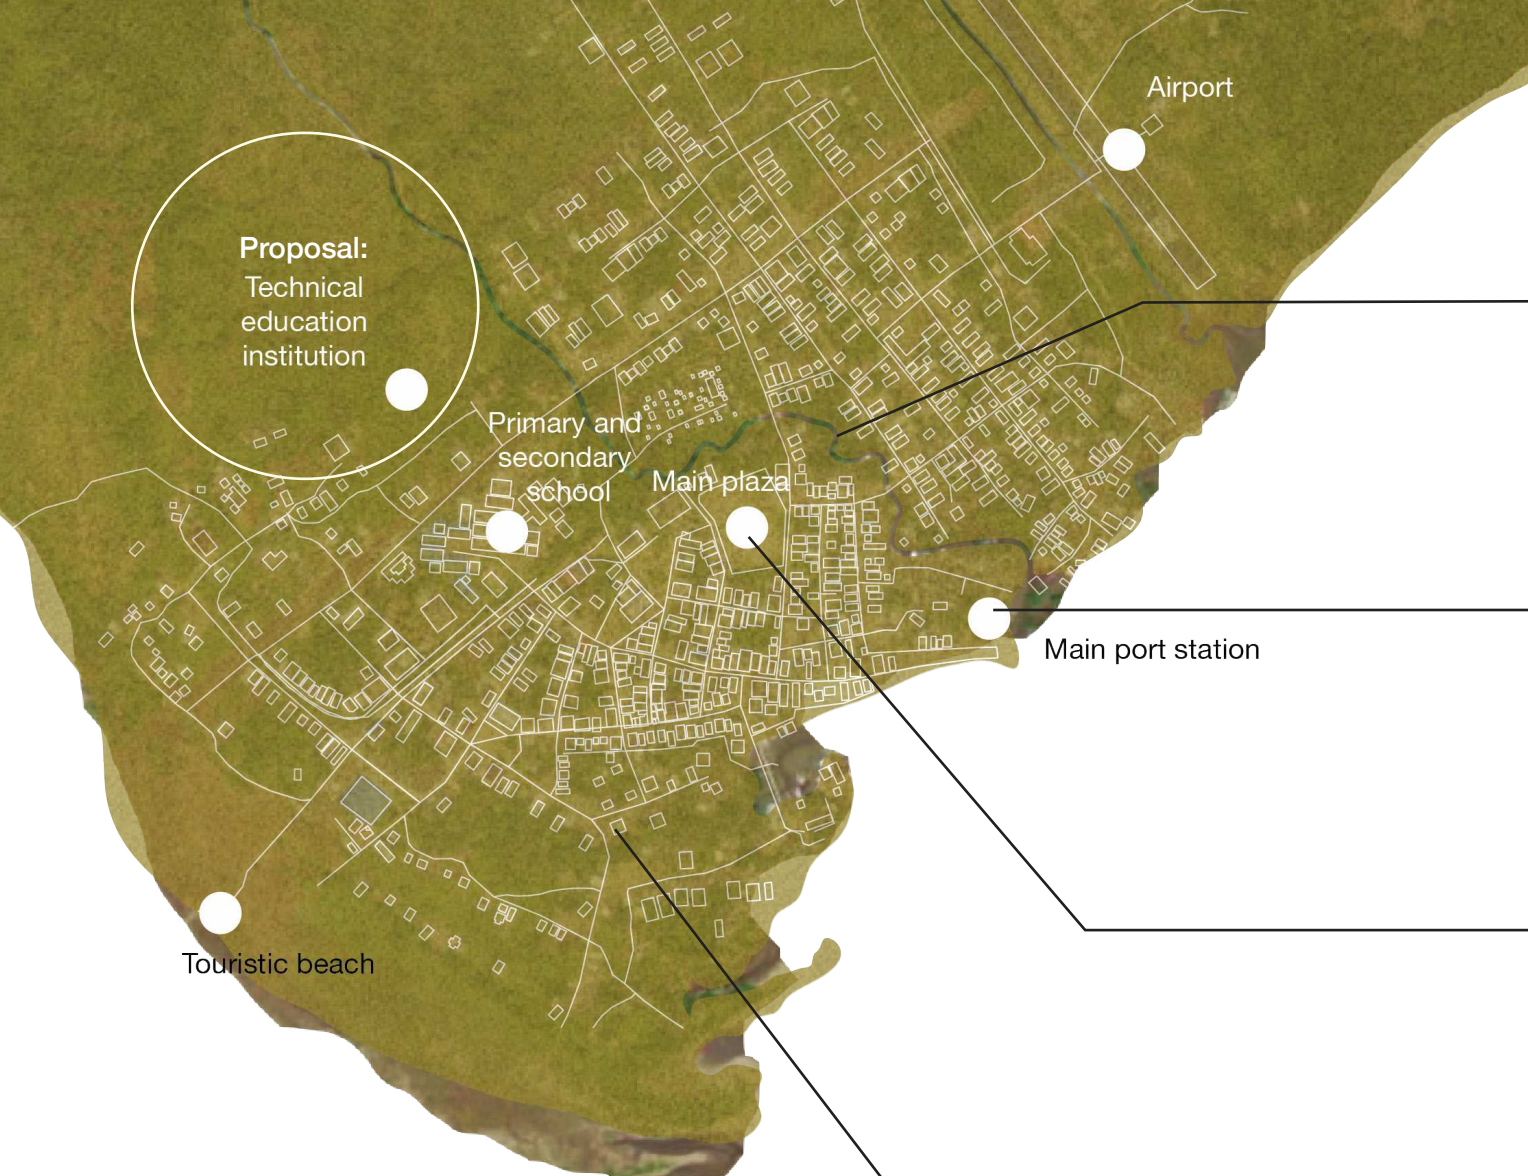 Airport
Proposal:
Technical
education
institution
Primary and
secondary
school
Main plaza
Main port station
Touristic beach